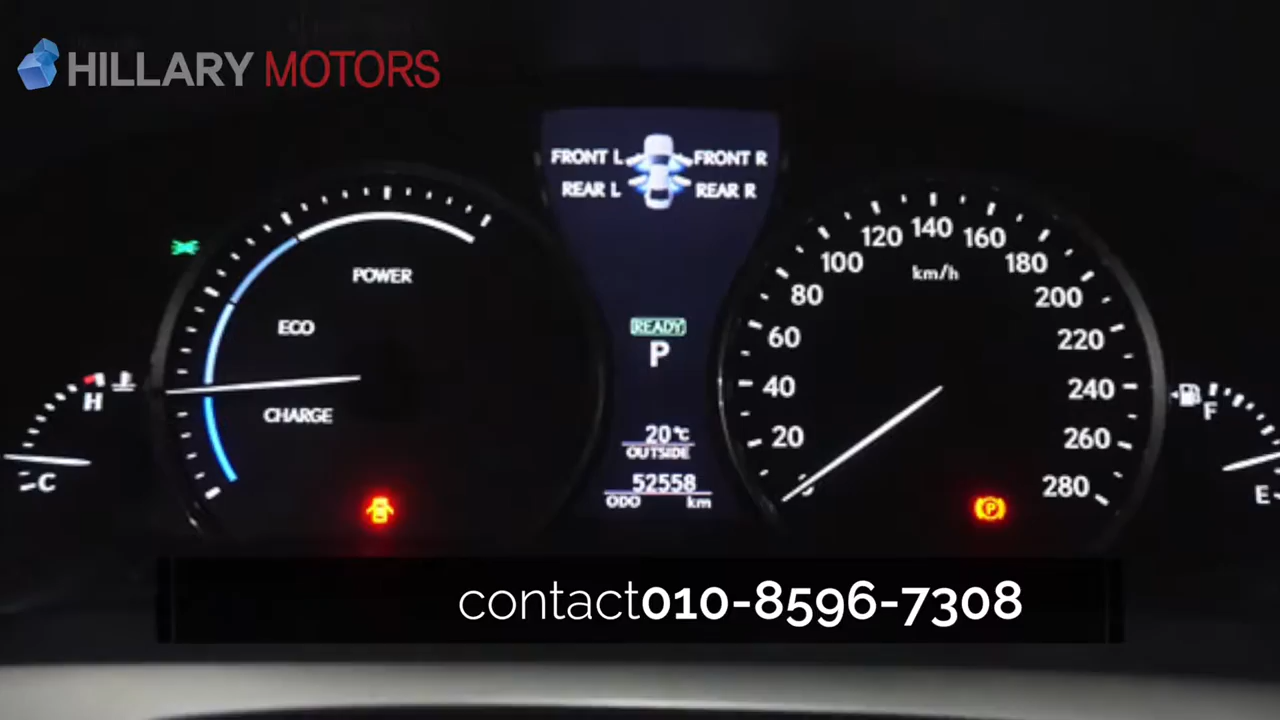 HILLARY MOTORS
FRONT L FRONT R
REAR L REAR R
POWER
ECO
CHARGE
H
C
READY
P
20°C
OUTSIDE
52558
ODO km
km/h
0
20
40
60
80
100
120
140
160
180
200
220
240
260
280
P
F
E
contact010-8596-7308